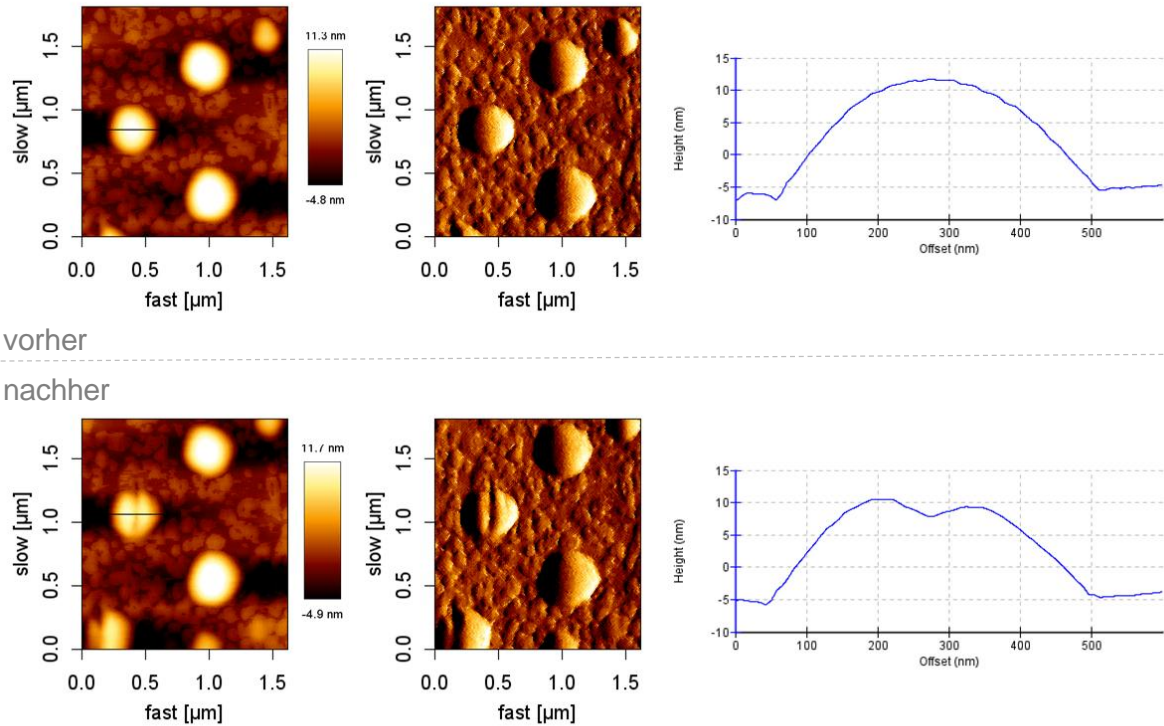 11.3 nm
-4.8 nm
slow [µm]
1.5
1.0
0.5
0.0
0.0 0.5 1.0 1.5
fast [µm]
slow [µm]
1.5
1.0
0.5
0.0
0.0 0.5 1.0 1.5
fast [µm]
Height (nm)
15
10
5
0
-5
-10
0 100 200 300 400 500
Offset (nm)
vorher
nachher
11.7 nm
-4.9 nm
slow [µm]
1.5
1.0
0.5
0.0
0.0 0.5 1.0 1.5
fast [µm]
slow [µm]
1.5
1.0
0.5
0.0
0.0 0.5 1.0 1.5
fast [µm]
Height (nm)
15
10
5
0
-5
-10
0 100 200 300 400 500
Offset (nm)